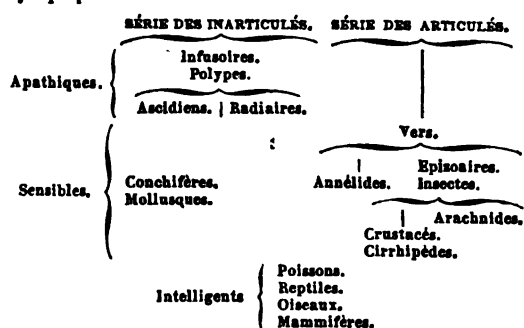 SÉRIE DES INARTICULÉS. SÉRIE DES ARTICULÉS.
Apathiques.
Infusoires.
Polypes.
Ascidiens. | Radiaires.
Vers.
Sensibles.
Conchifères.
Mollusques.
Annélides.
Epizoaires.
Insectes.
Arachnides.
Crustacés.
Cirrhipèdes.
Intelligents
Poissons.
Reptiles.
Oiseaux.
Mammifères.